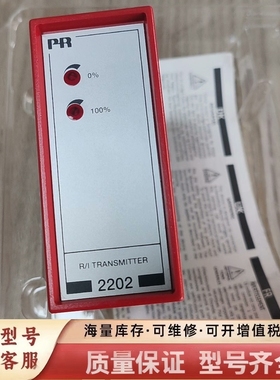 PR
0%
100%
R/I TRANSMITTER
2202
型号
客服
海量库存·可维修·可开增值税
质量保证 型号齐